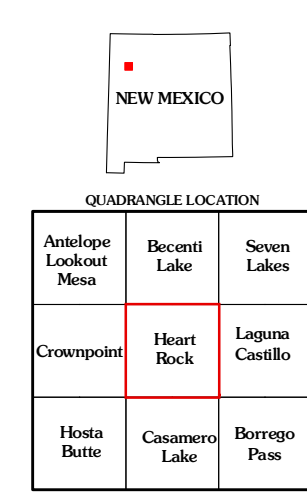 NEW MEXICO
QUADRANGLE LOCATION
Antelope
Lookout
Mesa
Becenti
Lake
Seven
Lakes
Crownpoint
Heart
Rock
Laguna
Castillo
Hosta
Butte
Casamero
Lake
Borrego
Pass